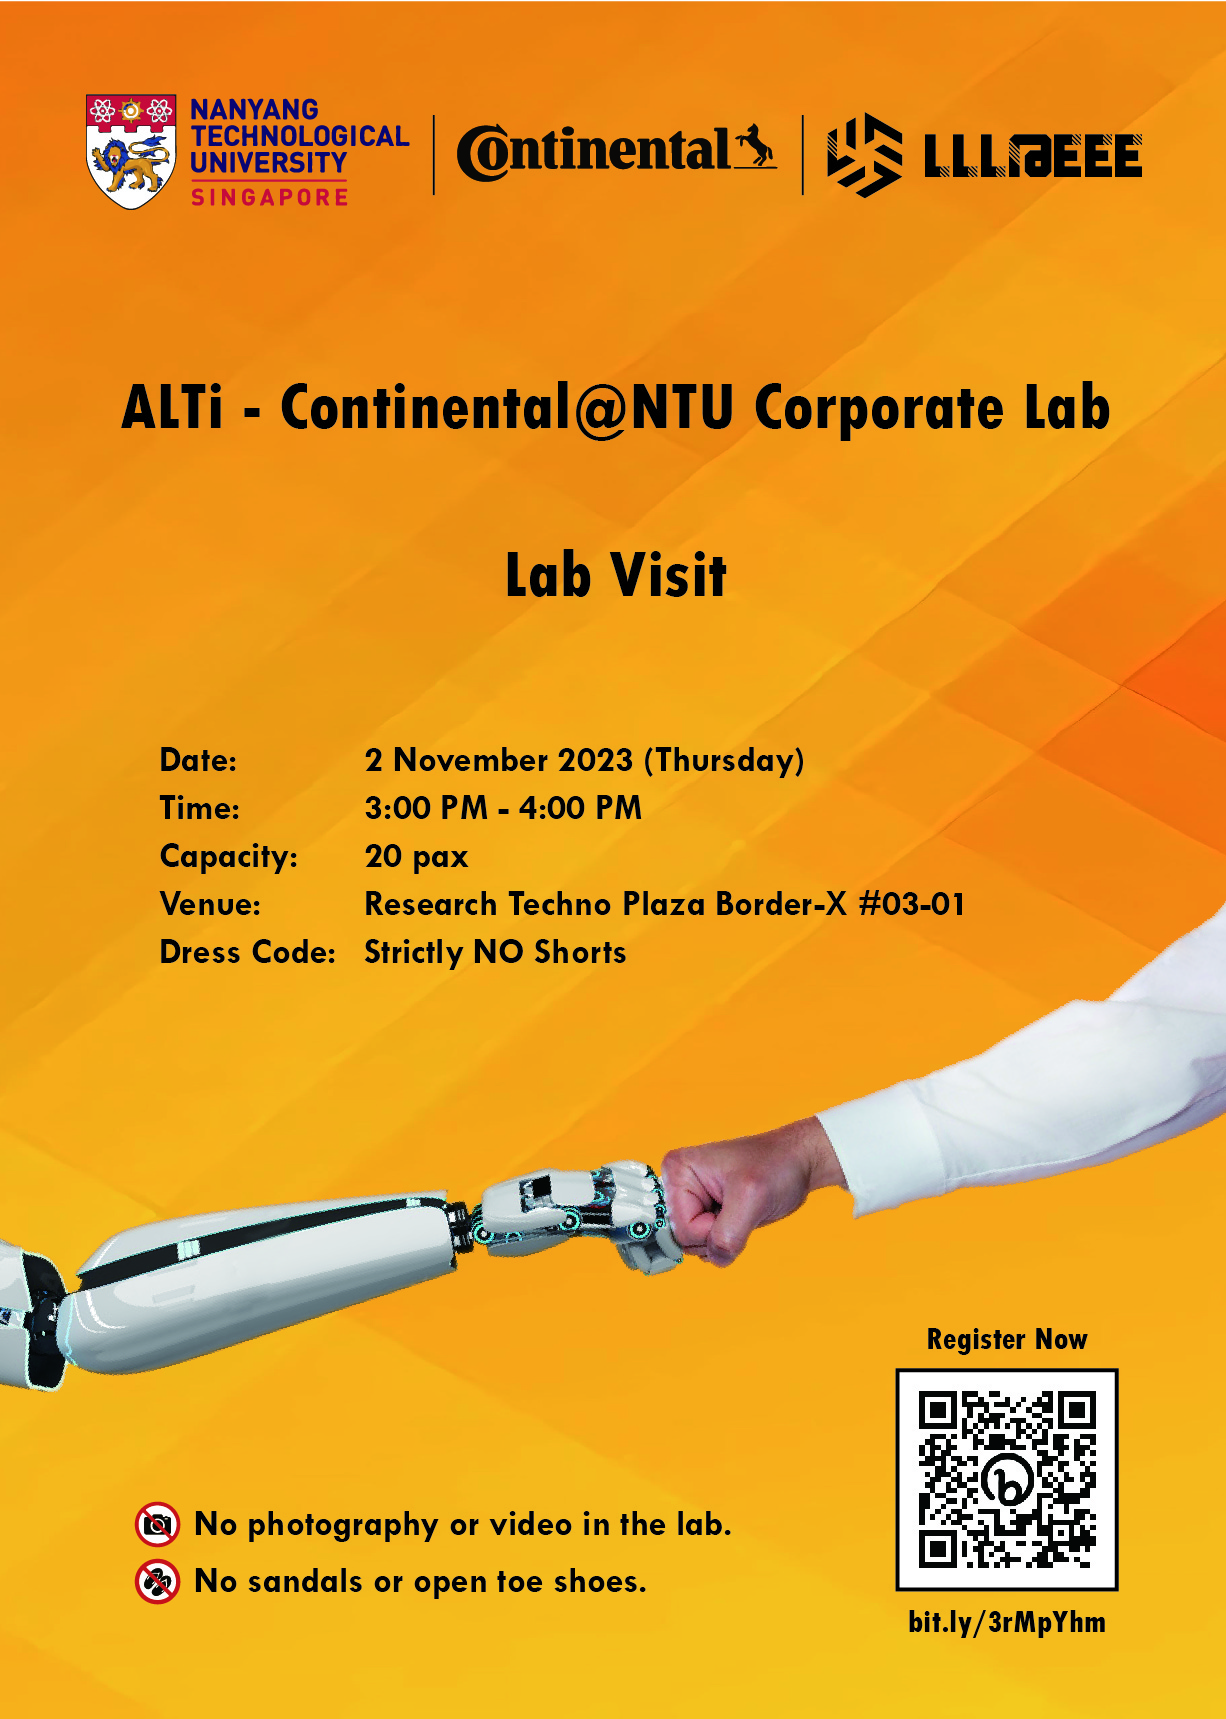 NANYANG
TECHNOLOGICAL
UNIVERSITY
SINGAPORE
Continental
LLLIaEEE
ALTi - Continental@NTU Corporate Lab
Lab Visit
Date: 2 November 2023 (Thursday)
Time: 3:00 PM - 4:00 PM
Capacity: 20 pax
Venue: Research Techno Plaza Border-X #03-01
Dress Code: Strictly NO Shorts
Register Now
b
No photography or video in the lab.
No sandals or open toe shoes.
bit.ly/3rMpYhm